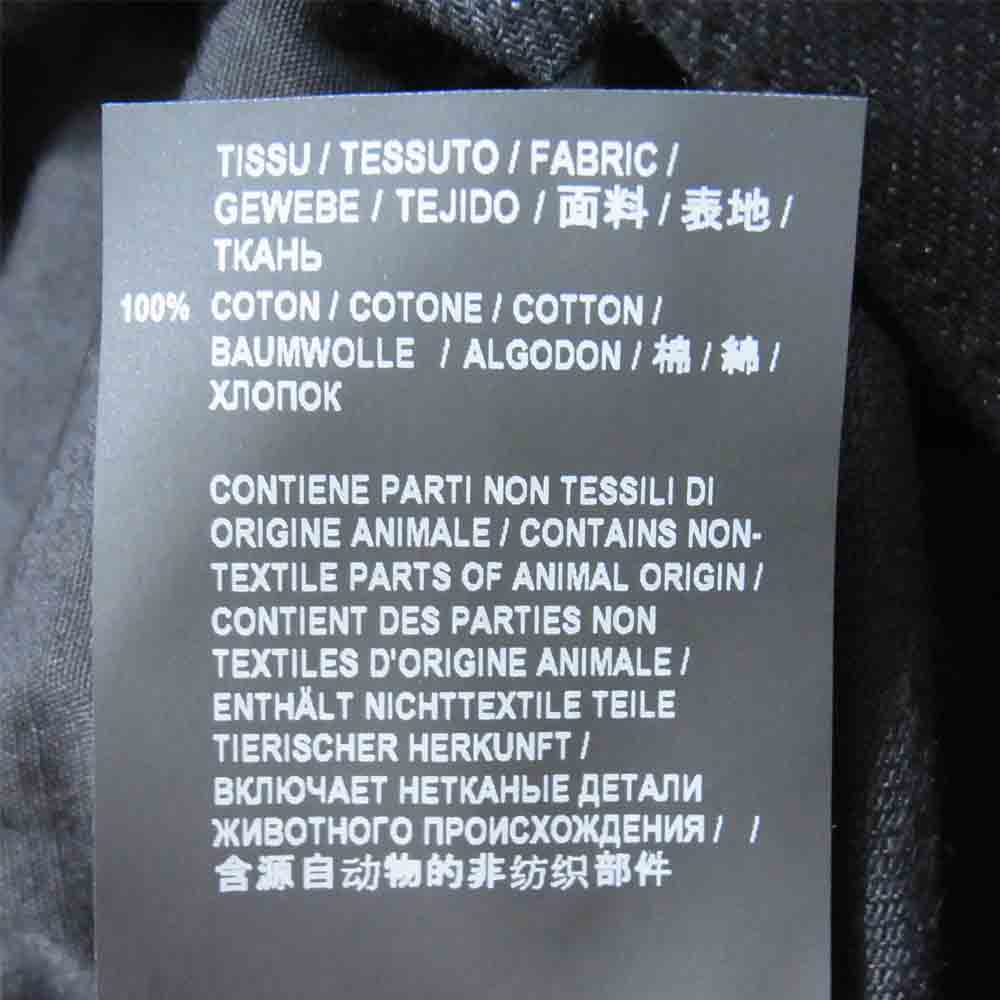 TISSU / TESSUTO / FABRIC /
GEWEBE / TEJIDO / 面料 / 表地 /
ТКАНЬ
100% COTON / COTONE / COTTON /
BAUMWOLLE / ALGODON / 棉 / 綿 /
ХЛОПОК
CONTIENE PARTI NON TESSILI DI
ORIGINE ANIMALE / CONTAINS NON-
TEXTILE PARTS OF ANIMAL ORIGIN /
CONTIENT DES PARTIES NON
TEXTILES D'ORIGINE ANIMALE /
ENTHÄLT NICHTTEXTILE TEILE
TIERISCHER HERKUNFT /
ВКЛЮЧАЕТ НЕТКАНЫЕ ДЕТАЛИ
ЖИВОТНОГО ПРОИСХОЖДЕНИЯ / /
含源自动物的非纺织部件